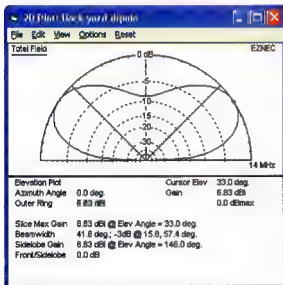 2D Plot: Back yard dipole
File Edit View Options Reset
Total Field
EZNEC
0 dB
-5
-10
-15
-20
-30
14 MHz
Elevation Plot
Cursor Elev 33.0 deg.
Azimuth Angle 0.0 deg.
Gain 6.83 dBi
Outer Ring 6.83 dBi
0.0 dBmax
Slice Max Gain 6.83 dBi @ Elev Angle = 33.0 deg.
Beamwidth 41.8 deg.; -3dB @ 15.6, 57.4 deg.
Sidelobe Gain 6.83 dBi @ Elev Angle = 146.0 deg.
Front/Sidelobe 0.0 dB